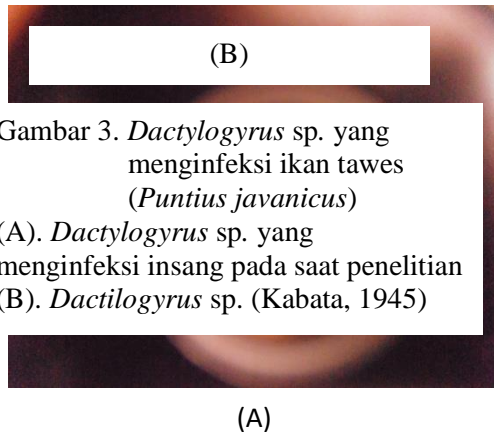 (B)
Gambar 3. Dactylogyrus sp. yang
menginfeksi ikan tawes
(Puntius javanicus)
(A). Dactylogyrus sp. yang
menginfeksi insang pada saat penelitian
(B). Dactilogyrus sp. (Kabata, 1945)
(A)